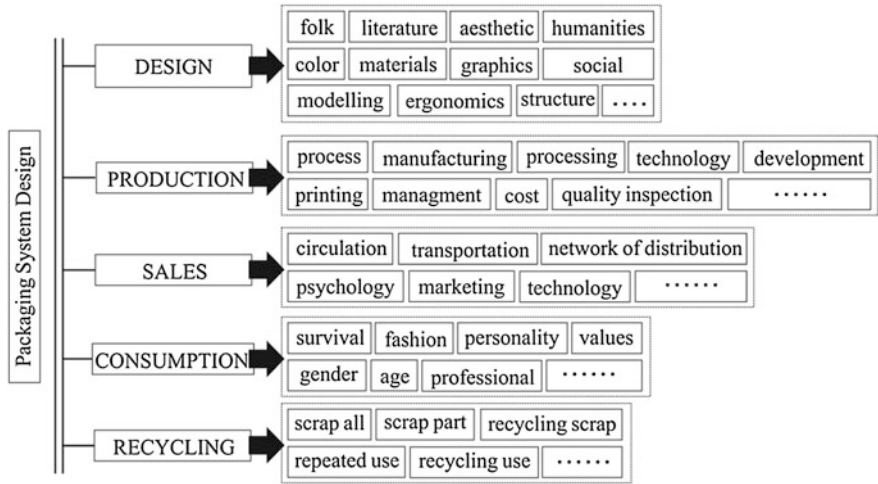 Packaging System Design
DESIGN
folk literature aesthetic humanities
color materials graphics social
modelling ergonomics structure ....
PRODUCTION
process manufacturing processing technology development
printing managment cost quality inspection ......
SALES
circulation transportation network of distribution
psychology marketing technology ......
CONSUMPTION
survival fashion personality values
gender age professional ......
RECYCLING
scrap all scrap part recycling scrap
repeated use recycling use ......